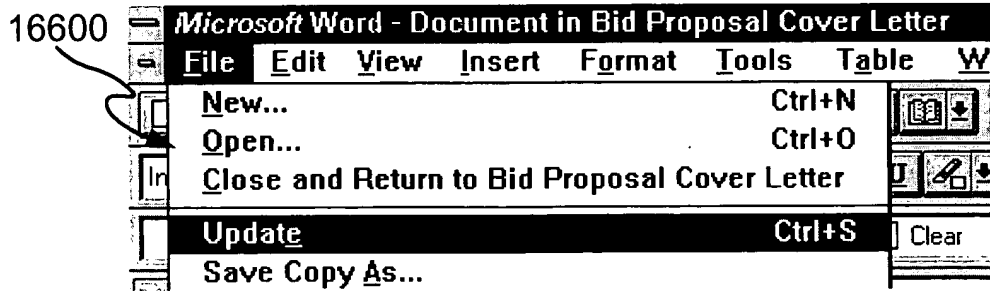 16600
Microsoft Word - Document in Bid Proposal Cover Letter
File Edit View Insert Format Tools Table W
New... Ctrl+N
Open... Ctrl+O
In
Close and Return to Bid Proposal Cover Letter U
Update Ctrl+S Clear
Save Copy As...